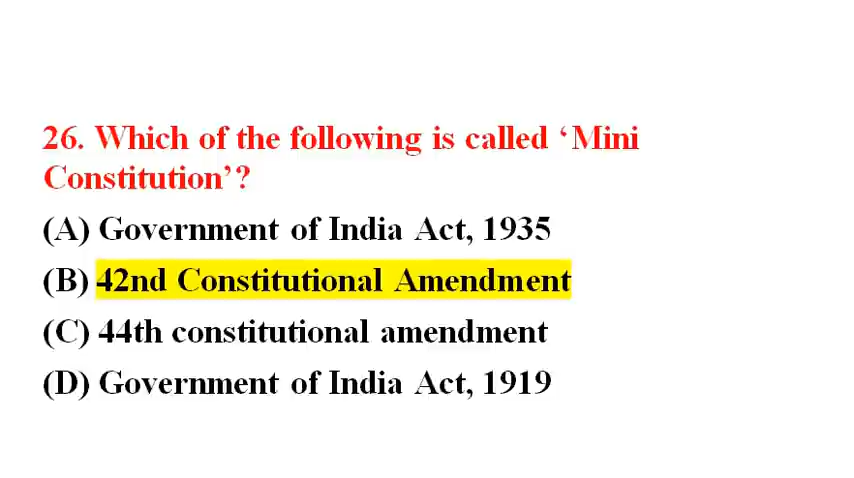 26. Which of the following is called ‘Mini
Constitution’?
(A) Government of India Act, 1935
(B) 42nd Constitutional Amendment
(C) 44th constitutional amendment
(D) Government of India Act, 1919